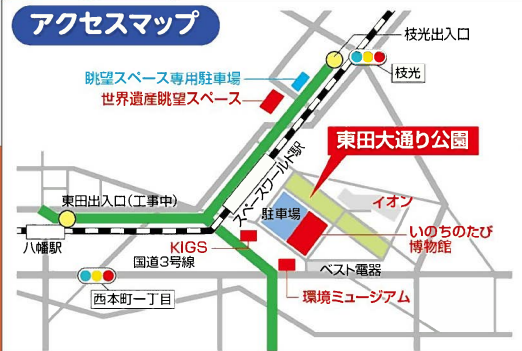 アクセスマップ
枝光出入口
眺望スペース専用駐車場
枝光
世界遺産眺望スペース
東田大通り公園
スペースワールド駅
東田出入口(工事中)
イオン
駐車場
いのちのたび
博物館
八幡駅
KIGS
国道3号線
ベスト電器
西本町一丁目
環境ミュージアム